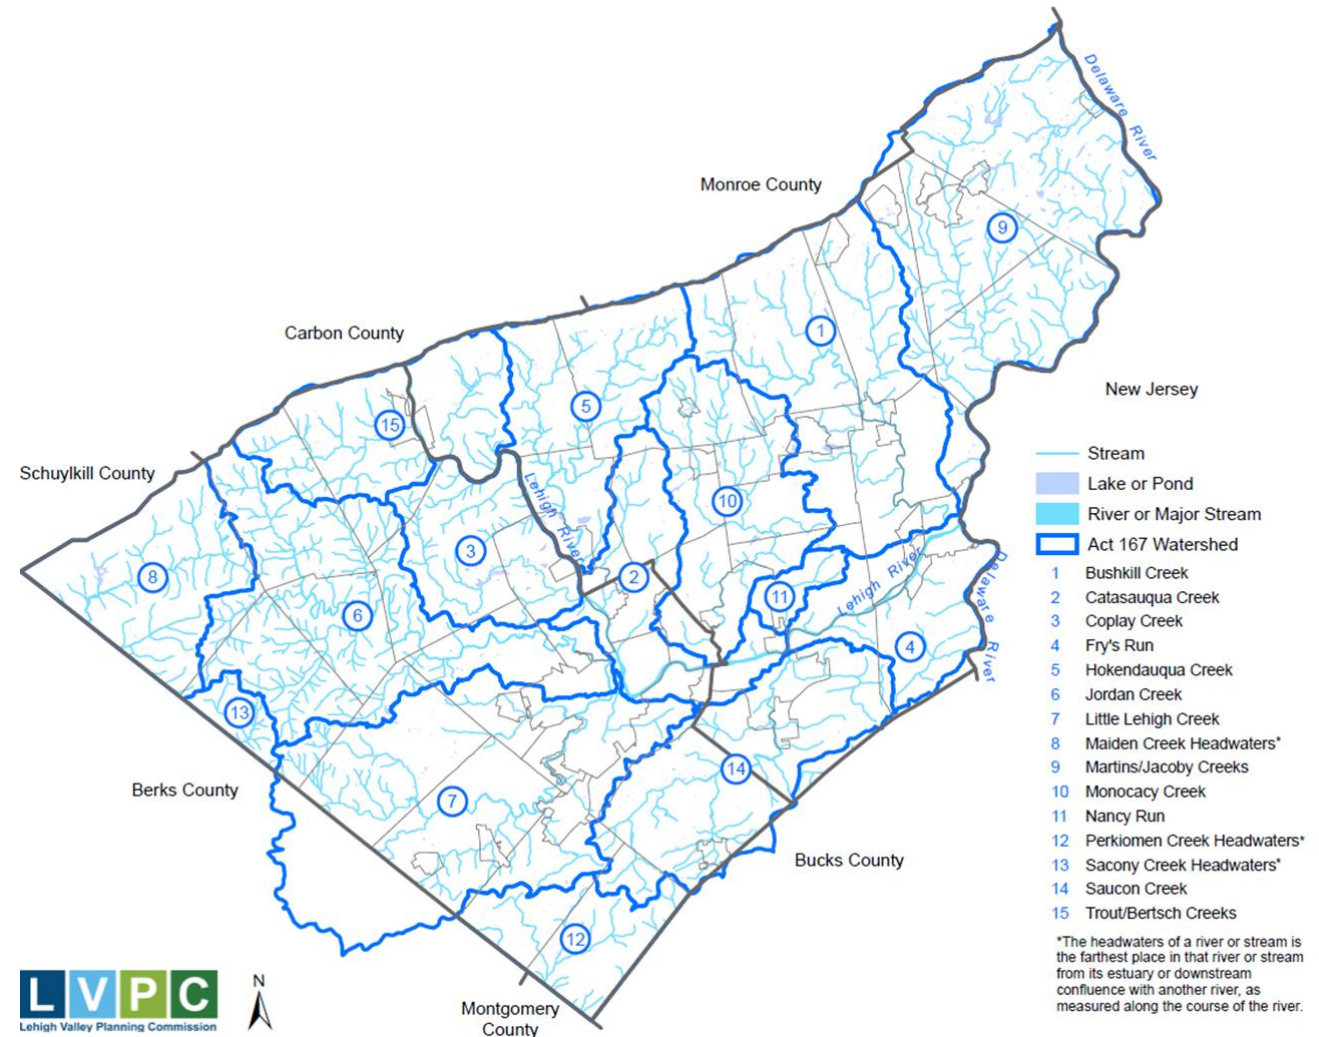 Delaware River
Monroe County
9
1
Carbon County
New Jersey
5
15
Schuylkill County
Lehigh River
10
3
8
2
11
Lehigh River
Delaware River
6
4
13
14
Berks County
7
Bucks County
12
Montgomery
County
Stream
Lake or Pond
River or Major Stream
Act 167 Watershed
1 Bushkill Creek
2 Catasauqua Creek
3 Coplay Creek
4 Fry's Run
5 Hokendauqua Creek
6 Jordan Creek
7 Little Lehigh Creek
8 Maiden Creek Headwaters*
9 Martins/Jacoby Creeks
10 Monocacy Creek
11 Nancy Run
12 Perkiomen Creek Headwaters*
13 Sacony Creek Headwaters*
14 Saucon Creek
15 Trout/Bertsch Creeks
*The headwaters of a river or stream is
the farthest place in that river or stream
from its estuary or downstream
confluence with another river, as
measured along the course of the river.
LVPC
Lehigh Valley Planning Commission
N